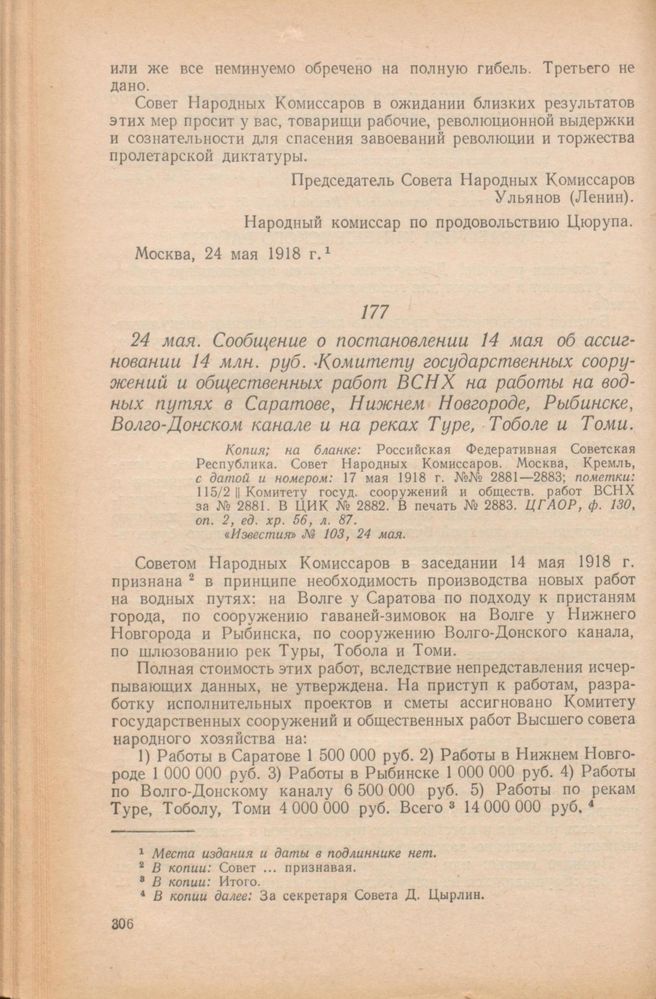 или же все неминуемо обречено на полную гибель. Третьего не
дано.
Совет Народных Комиссаров в ожидании близких результатов
этих мер просит у вас, товарищи рабочие, революционной выдержки
и сознательности для спасения завоеваний революции и торжества
пролетарской диктатуры.
Председатель Совета Народных Комиссаров
Ульянов (Ленин).
Народный комиссар по продовольствию Цюрупа.
Москва, 24 мая 1918 г.¹
177
24 мая. Сообщение о постановлении 14 мая об ассиг-
новании 14 млн. руб. Комитету государственных соору-
жений и общественных работ ВСНХ на работы на вод-
ных путях в Саратове, Нижнем Новгороде, Рыбинске,
Волго-Донском канале и на реках Туре, Тоболе и Томи.
Копия; на бланке: Российская Федеративная Советская
Республика. Совет Народных Комиссаров. Москва, Кремль,
с датой и номером: 17 мая 1918 г. №№ 2881—2883; пометки:
115/2 || Комитету госуд. сооружений и обществ. работ ВСНХ
за № 2881. В ЦИК № 2882. В печать № 2883. ЦГАОР, ф. 130,
оп. 2, ед. хр. 56, л. 87.
«Известия» № 103, 24 мая.
Советом Народных Комиссаров в заседании 14 мая 1918 г.
признана ² в принципе необходимость производства новых работ
на водных путях: на Волге у Саратова по подходу к пристаням
города, по сооружению гаваней-зимовок на Волге у Нижнего
Новгорода и Рыбинска, по сооружению Волго-Донского канала,
по шлюзованию рек Туры, Тобола и Томи.
Полная стоимость этих работ, вследствие непредставления исчер-
пывающих данных, не утверждена. На приступ к работам, разра-
ботку исполнительных проектов и сметы ассигновано Комитету
государственных сооружений и общественных работ Высшего совета
народного хозяйства на:
1) Работы в Саратове 1 500 000 руб. 2) Работы в Нижнем Новго-
роде 1 000 000 руб. 3) Работы в Рыбинске 1 000 000 руб. 4) Работы
по Волго-Донскому каналу 6 500 000 руб. 5) Работы по рекам
Туре, Тоболу, Томи 4 000 000 руб. Всего ³ 14 000 000 руб. ⁴
¹ Места издания и даты в подлиннике нет.
² В копии: Совет ... признавая.
³ В копии: Итого.
⁴ В копии далее: За секретаря Совета Д. Цырлин.
306